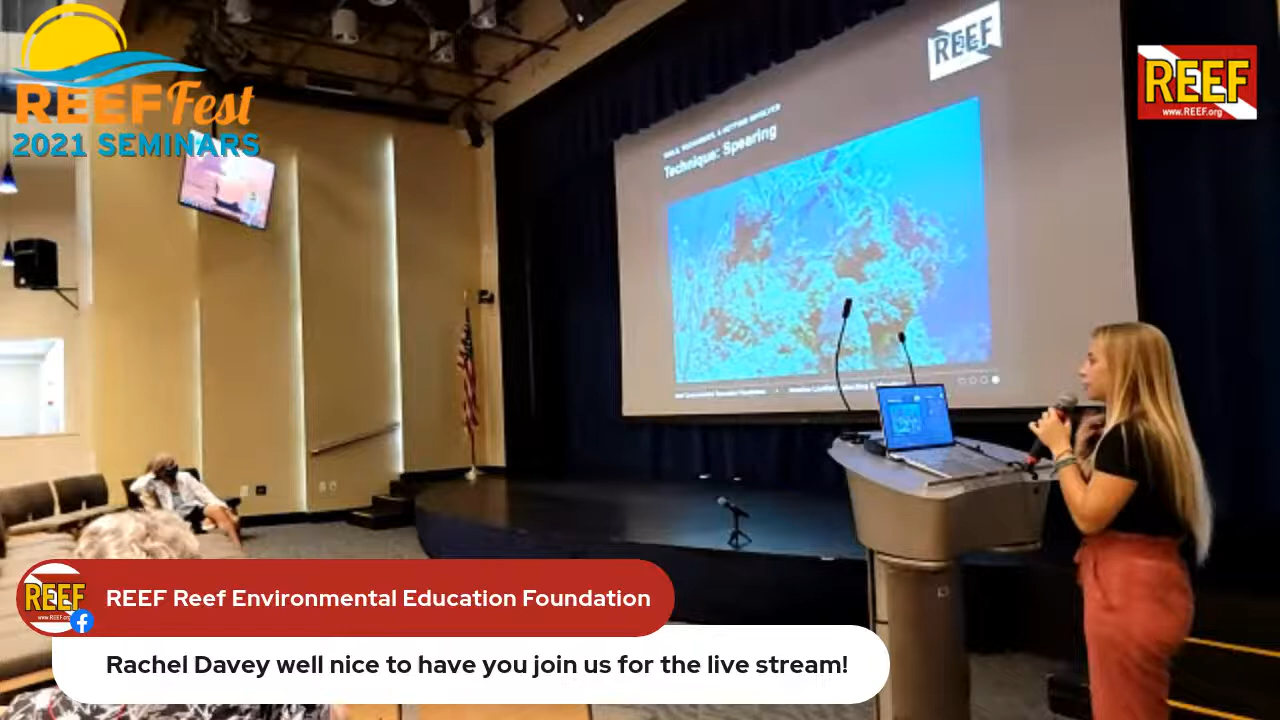 REEF Fest
2021 SEMINARS
REEF
www.REEF.org
REEF
Technique: Spearing
REEF
REEF Reef Environmental Education Foundation
Rachel Davey well nice to have you join us for the live stream!